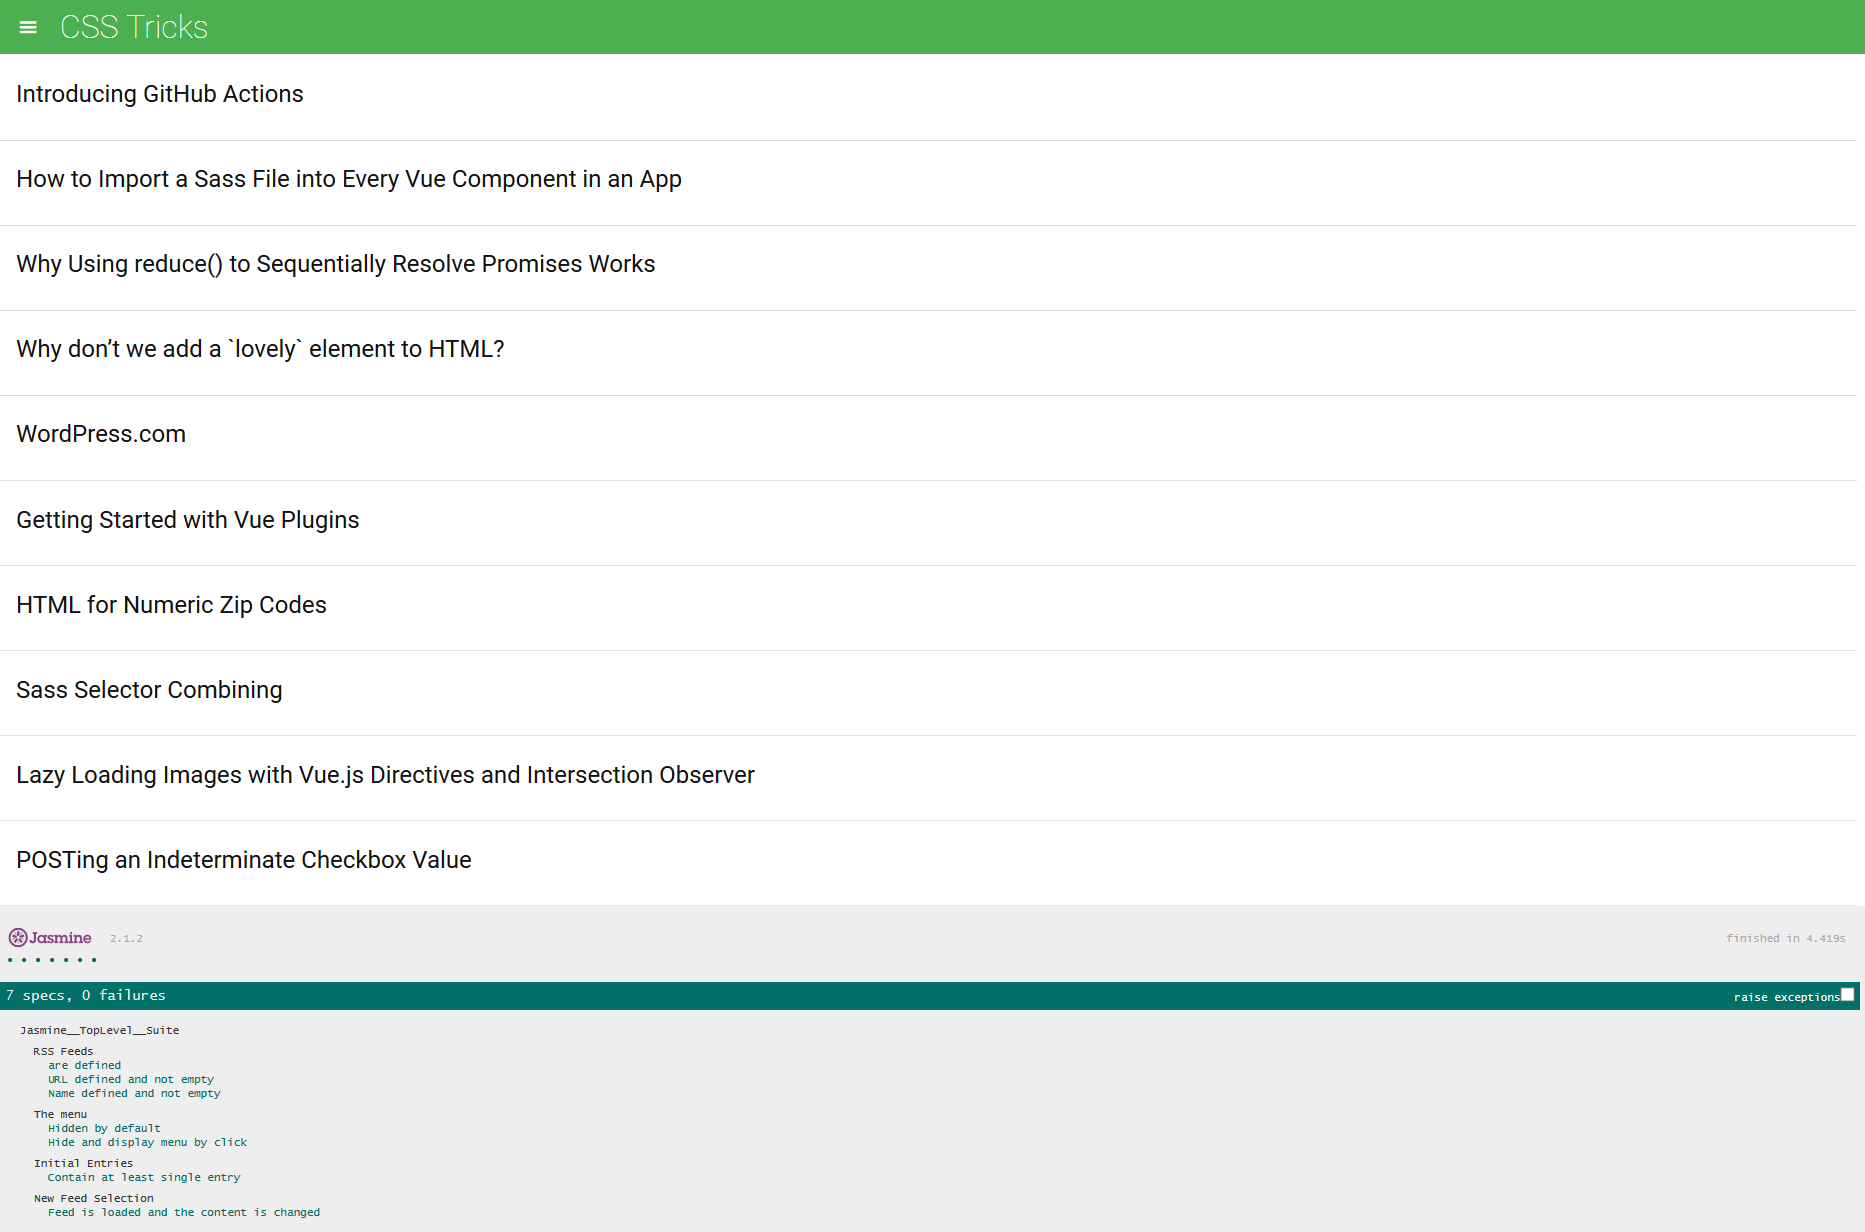 CSS Tricks
Introducing GitHub Actions
How to Import a Sass File into Every Vue Component in an App
Why Using reduce() to Sequentially Resolve Promises Works
Why don’t we add a `lovely` element to HTML?
WordPress.com
Getting Started with Vue Plugins
HTML for Numeric Zip Codes
Sass Selector Combining
Lazy Loading Images with Vue.js Directives and Intersection Observer
POSTing an Indeterminate Checkbox Value
Jasmine 2.1.2 finished in 4.419s
• • • • • • •
7 specs, 0 failures raise exceptions
Jasmine__TopLevel__Suite
RSS Feeds
are defined
URL defined and not empty
Name defined and not empty
The menu
Hidden by default
Hide and display menu by click
Initial Entries
Contain at least single entry
New Feed Selection
Feed is loaded and the content is changed